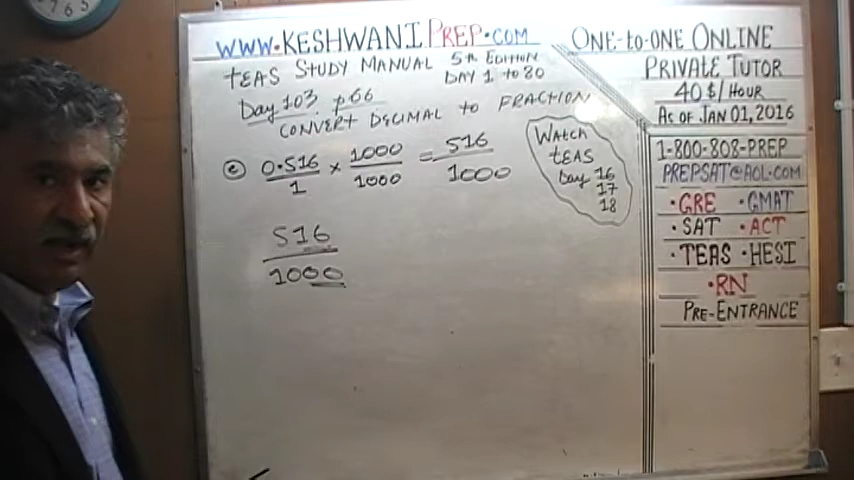 www.KESHWANIPREP.COM
TEAS STUDY MANUAL 5th EDITION
DAY 1 TO 80
Day 103. p66
CONVERT DECIMAL TO FRACTION
e 0.516/1 × 1000/1000 = 516/1000
516
1000
Watch
TEAS
Day 16
17
18
ONE-to-ONE ONLINE
PRIVATE TUTOR
40$/HOUR
AS OF JAN 01, 2016
1-800-808-PREP
PREPSAT@AOL.COM
•GRE •GMAT
•SAT •ACT
•TEAS •HESI
•RN
PRE-ENTRANCE